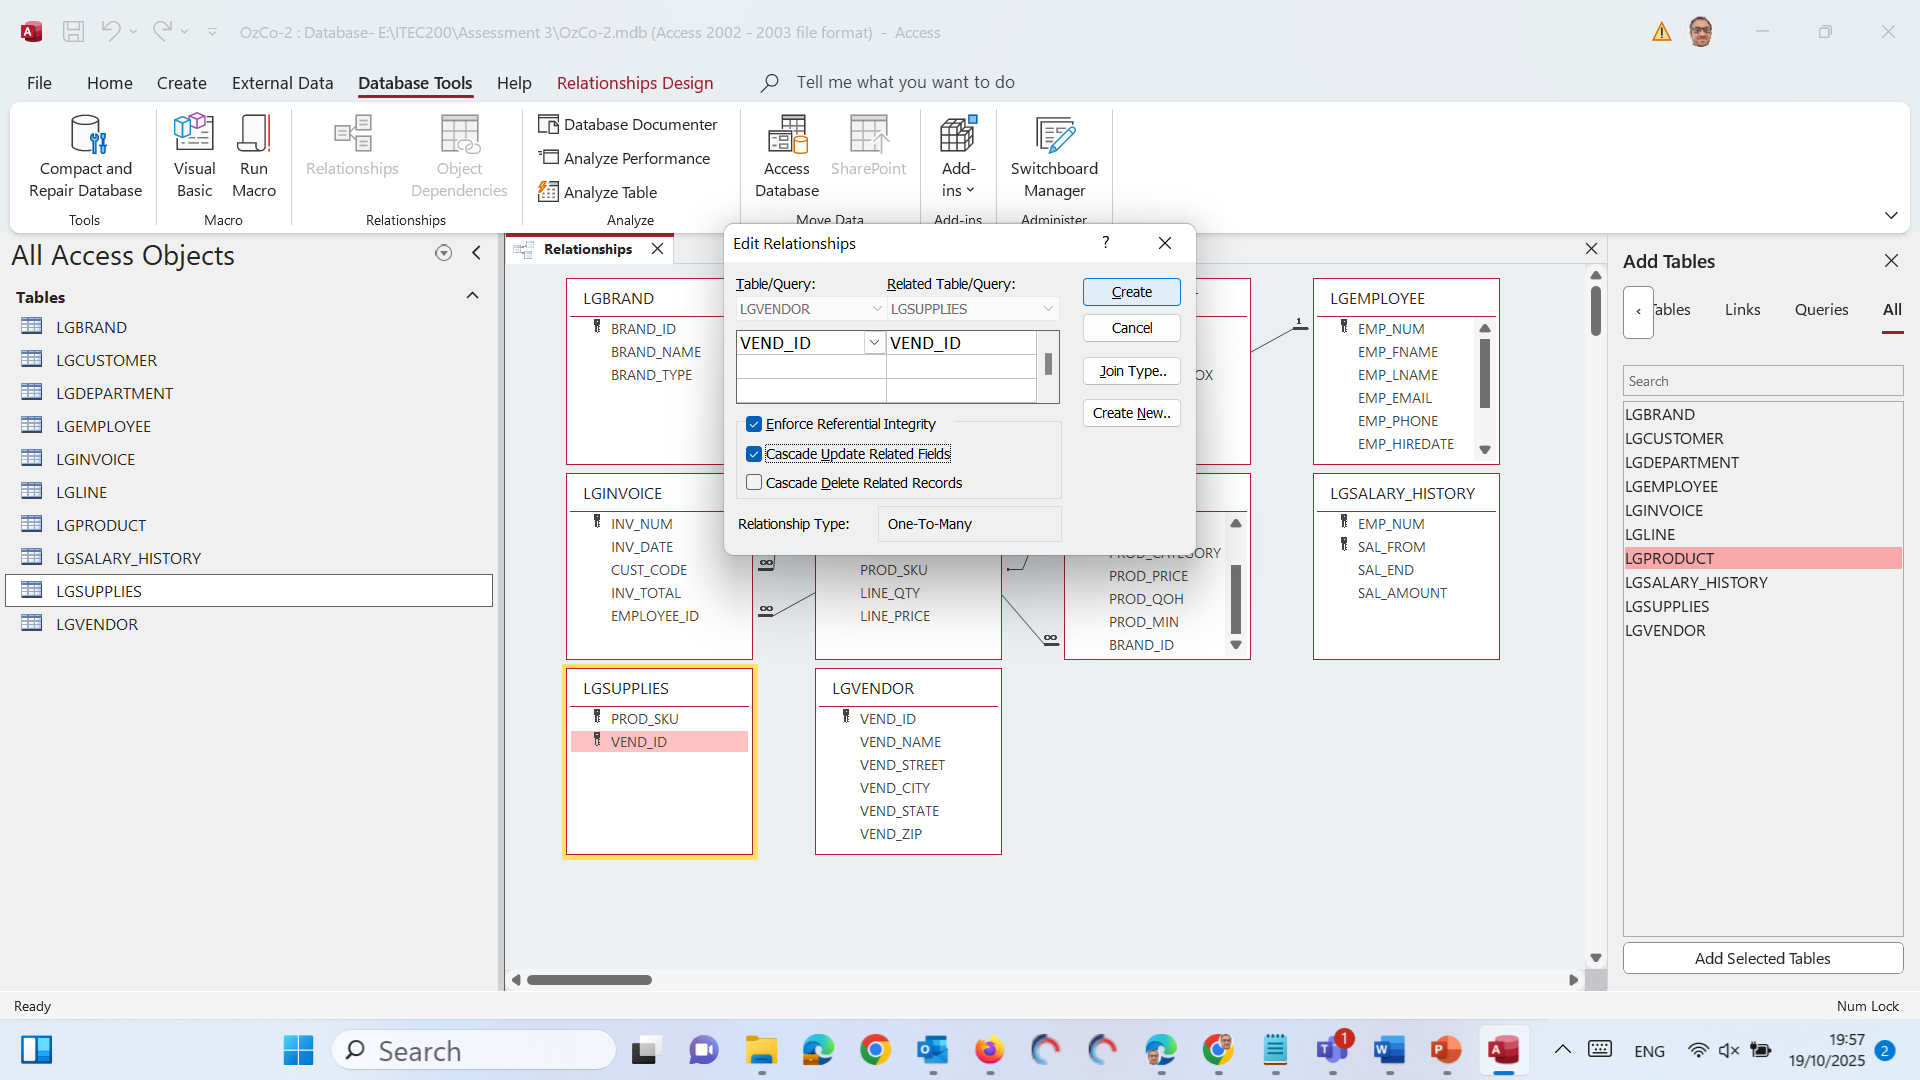 OzCo-2 : Database- E:\ITEC200\Assessment 3\OzCo-2.mdb (Access 2002 - 2003 file format) - Access
File
Home
Create
External Data
Database Tools
Help
Relationships Design
Tell me what you want to do
Compact and
Repair Database
Tools
Visual
Basic
Run
Macro
Macro
Relationships
Object
Dependencies
Relationships
Database Documenter
Analyze Performance
Analyze Table
Analyze
Access
Database
SharePoint
Move Data
Add-
ins
Add-ins
Switchboard
Manager
Administer
All Access Objects
Tables
LGBRAND
LGCUSTOMER
LGDEPARTMENT
LGEMPLOYEE
LGINVOICE
LGLINE
LGPRODUCT
LGSALARY_HISTORY
LGSUPPLIES
LGVENDOR
Relationships
LGBRAND
BRAND_ID
BRAND_NAME
BRAND_TYPE
Edit Relationships
?
Table/Query:
Related Table/Query:
LGVENDOR
LGSUPPLIES
VEND_ID
VEND_ID
Enforce Referential Integrity
Cascade Update Related Fields
Cascade Delete Related Records
Relationship Type:
One-To-Many
Create
Cancel
Join Type..
Create New..
OX
1
LGEMPLOYEE
EMP_NUM
EMP_FNAME
EMP_LNAME
EMP_EMAIL
EMP_PHONE
EMP_HIREDATE
LGINVOICE
INV_NUM
INV_DATE
CUST_CODE
INV_TOTAL
EMPLOYEE_ID
∞
∞
PROD_SKU
LINE_QTY
LINE_PRICE
∞
PROD_CATEGORY
PROD_PRICE
PROD_QOH
PROD_MIN
BRAND_ID
LGSALARY_HISTORY
EMP_NUM
SAL_FROM
SAL_END
SAL_AMOUNT
LGSUPPLIES
PROD_SKU
VEND_ID
LGVENDOR
VEND_ID
VEND_NAME
VEND_STREET
VEND_CITY
VEND_STATE
VEND_ZIP
Add Tables
ables
Links
Queries
All
Search
LGBRAND
LGCUSTOMER
LGDEPARTMENT
LGEMPLOYEE
LGINVOICE
LGLINE
LGPRODUCT
LGSALARY_HISTORY
LGSUPPLIES
LGVENDOR
Add Selected Tables
Ready
Num Lock
Search
1
ENG
19:57
19/10/2025
2